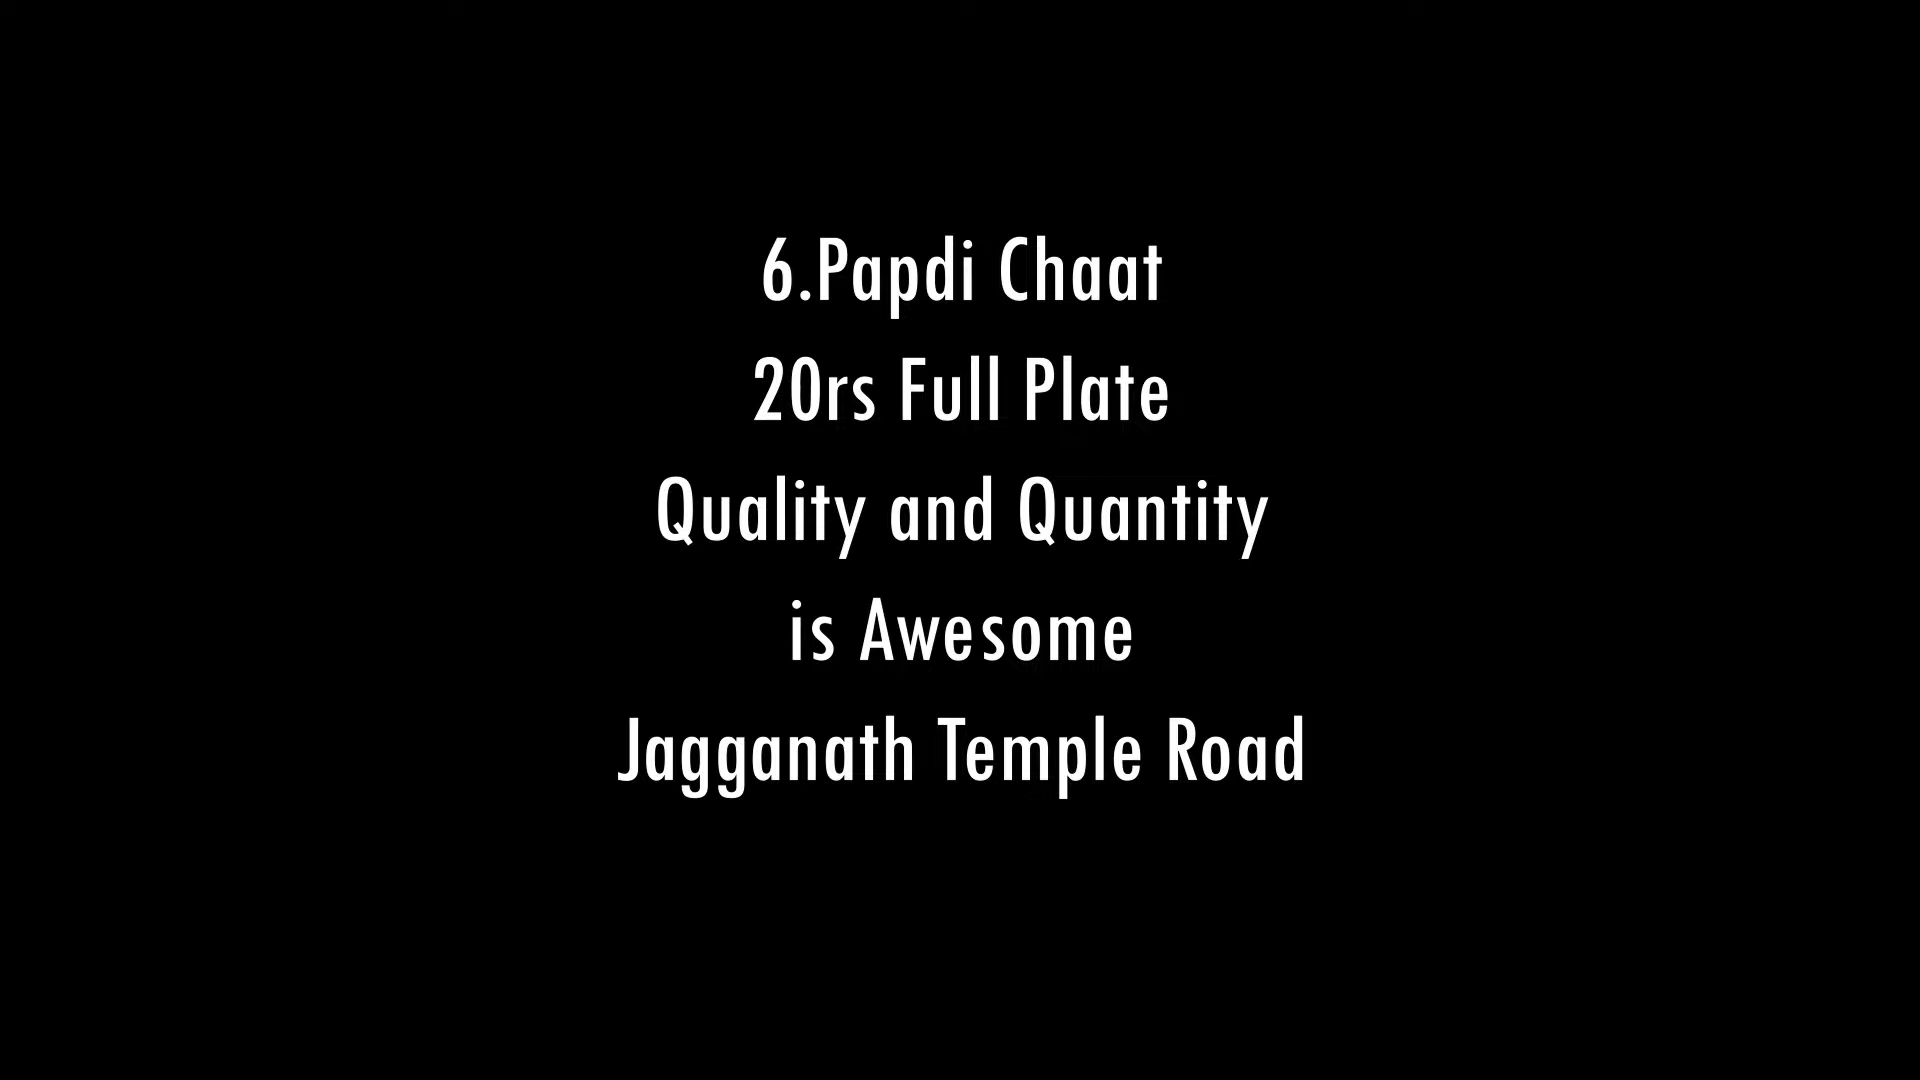 6.Papdi Chaat
20rs Full Plate
Quality and Quantity
is Awesome
Jagganath Temple Road